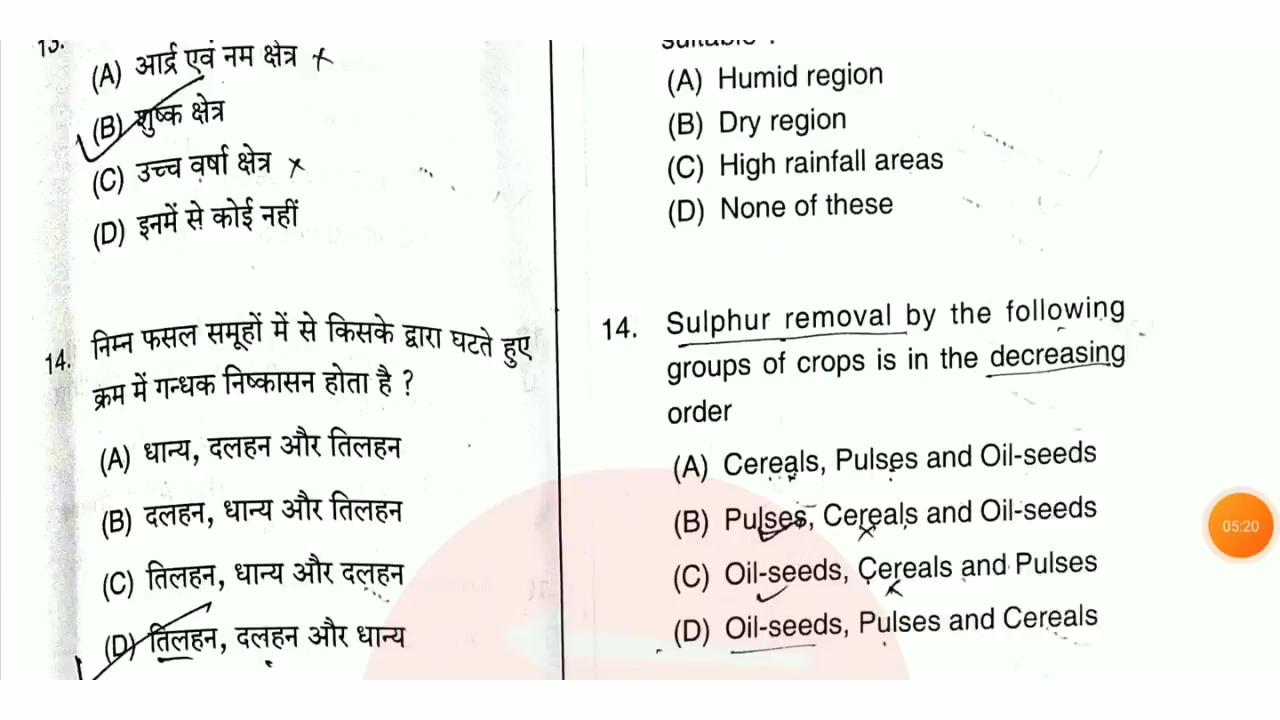 13.
(A) आर्द्र एवं नम क्षेत्र
(B) शुष्क क्षेत्र
(C) उच्च वर्षा क्षेत्र
(D) इनमें से कोई नहीं
14. निम्न फसल समूहों में से किसके द्वारा घटते हुए
क्रम में गन्धक निष्कासन होता है ?
(A) धान्य, दलहन और तिलहन
(B) दलहन, धान्य और तिलहन
(C) तिलहन, धान्य और दलहन
(D) तिलहन, दलहन और धान्य
suitable ?
(A) Humid region
(B) Dry region
(C) High rainfall areas
(D) None of these
14. Sulphur removal by the following
groups of crops is in the decreasing
order
(A) Cereals, Pulses and Oil-seeds
(B) Pulses, Cereals and Oil-seeds
(C) Oil-seeds, Cereals and Pulses
(D) Oil-seeds, Pulses and Cereals
05:20